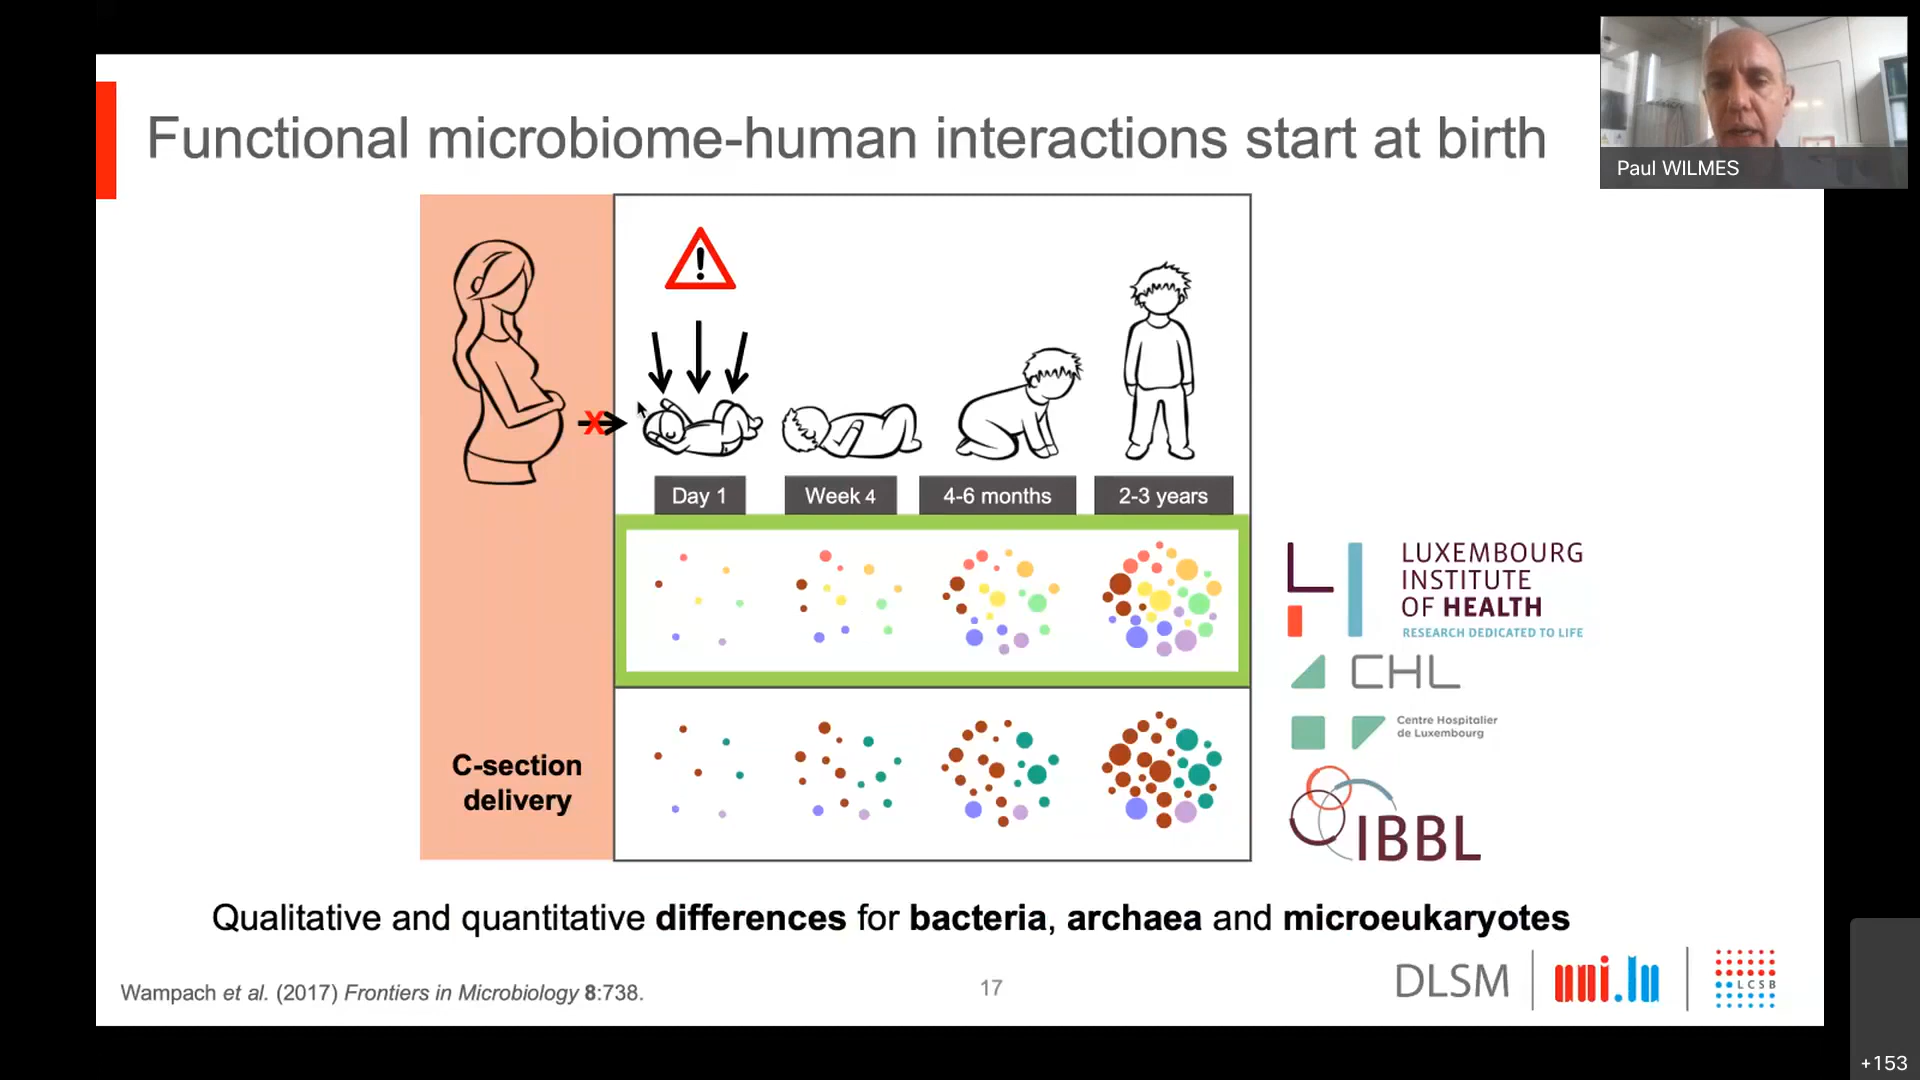 Functional microbiome-human interactions start at birth
Paul WILMES
!
X
Day 1
Week 4
4-6 months
2-3 years
C-section
delivery
LUXEMBOURG
INSTITUTE
OF HEALTH
RESEARCH DEDICATED TO LIFE
CHL
Centre Hospitalier
de Luxembourg
IBBL
Qualitative and quantitative differences for bacteria, archaea and microeukaryotes
Wampach et al. (2017) Frontiers in Microbiology 8:738.
17
DLSM
uni.lu
LCSB
+153